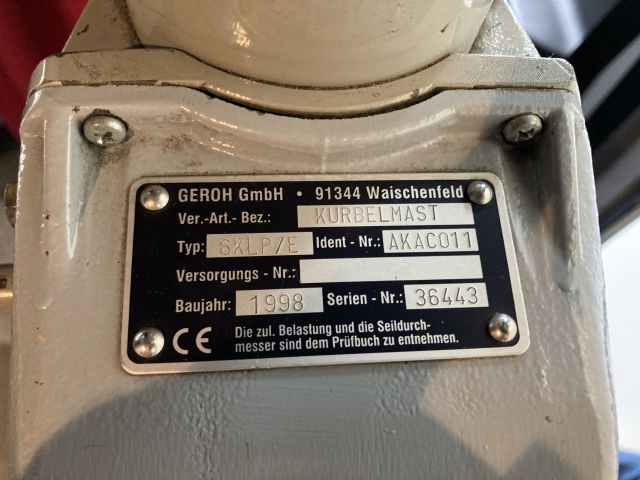 GEROH GmbH · 91344 Waischenfeld
Ver.-Art.- Bez.: KURBELMAST
Typ: 6KLP/E Ident - Nr.: AKAC011
Versorgungs - Nr.:
Baujahr: 1998 Serien - Nr.: 36443
CE Die zul. Belastung und die Seildurch-
messer sind dem Prüfbuch zu entnehmen.